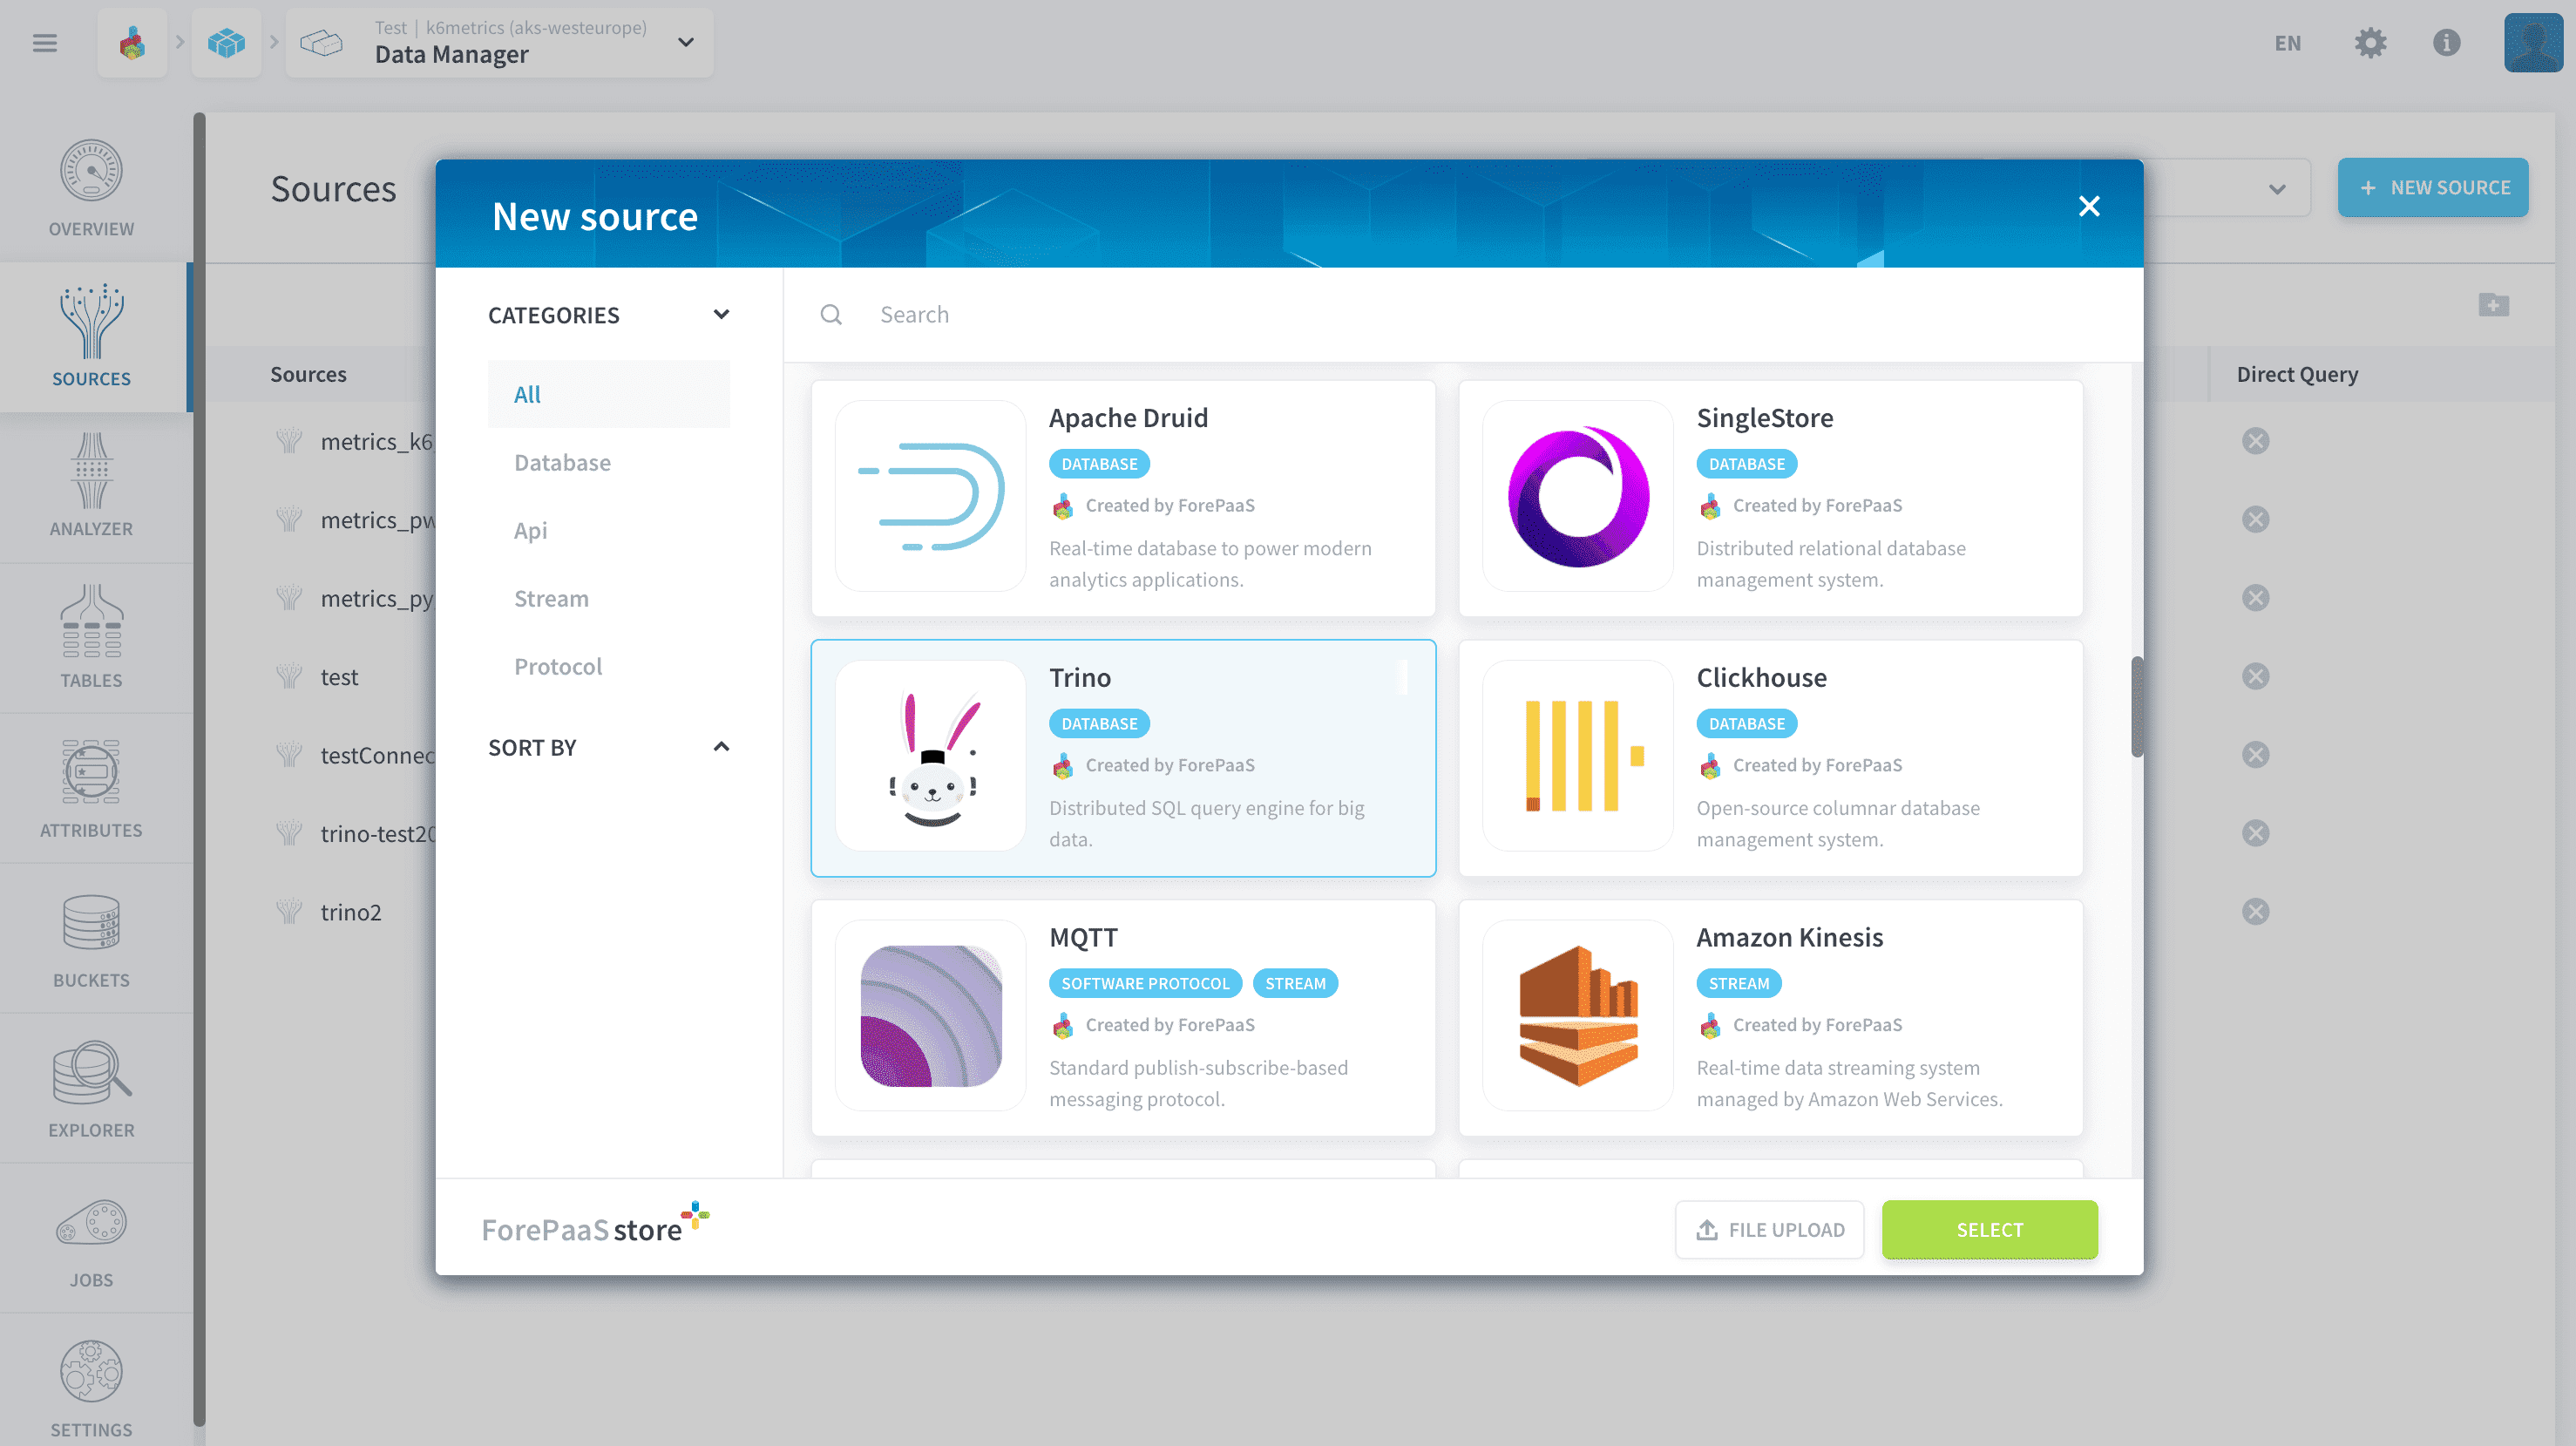 Test | k6metrics (aks-westeurope)
Data Manager
EN
OVERVIEW
SOURCES
ANALYZER
TABLES
ATTRIBUTES
BUCKETS
EXPLORER
JOBS
SETTINGS
Sources
+ NEW SOURCE
Sources
Direct Query
metrics_k6
metrics_pw
metrics_py
test
testConnec
trino-test20
trino2
New source
CATEGORIES
All
Database
Api
Stream
Protocol
SORT BY
Search
Apache Druid
DATABASE
Created by ForePaaS
Real-time database to power modern
analytics applications.
SingleStore
DATABASE
Created by ForePaaS
Distributed relational database
management system.
Trino
DATABASE
Created by ForePaaS
Distributed SQL query engine for big
data.
Clickhouse
DATABASE
Created by ForePaaS
Open-source columnar database
management system.
MQTT
SOFTWARE PROTOCOL STREAM
Created by ForePaaS
Standard publish-subscribe-based
messaging protocol.
Amazon Kinesis
STREAM
Created by ForePaaS
Real-time data streaming system
managed by Amazon Web Services.
ForePaaS store
FILE UPLOAD
SELECT